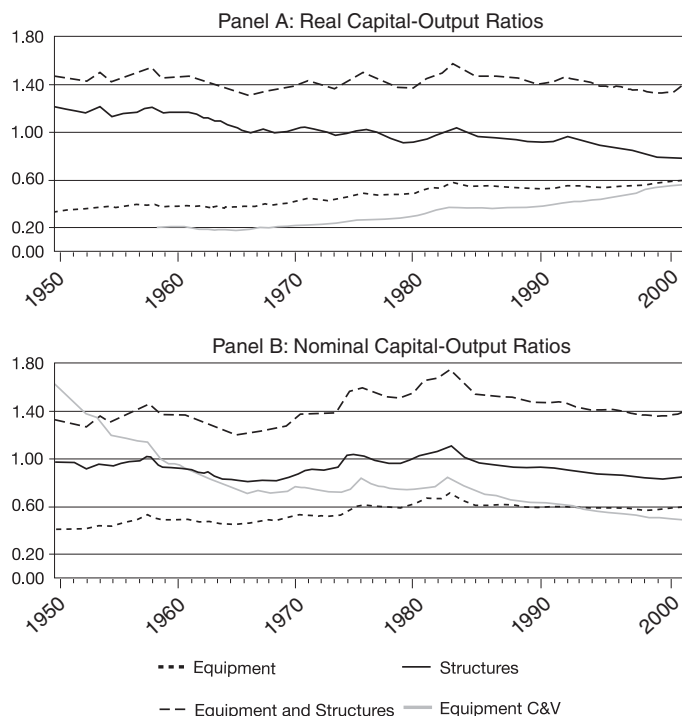 Panel A: Real Capital-Output Ratios
1.80
1.40
1.00
0.60
0.20
0.00
1950 1960 1970 1980 1990 2000
Panel B: Nominal Capital-Output Ratios
1.80
1.40
1.00
0.60
0.20
0.00
1950 1960 1970 1980 1990 2000
Equipment Structures
Equipment and Structures Equipment C&V